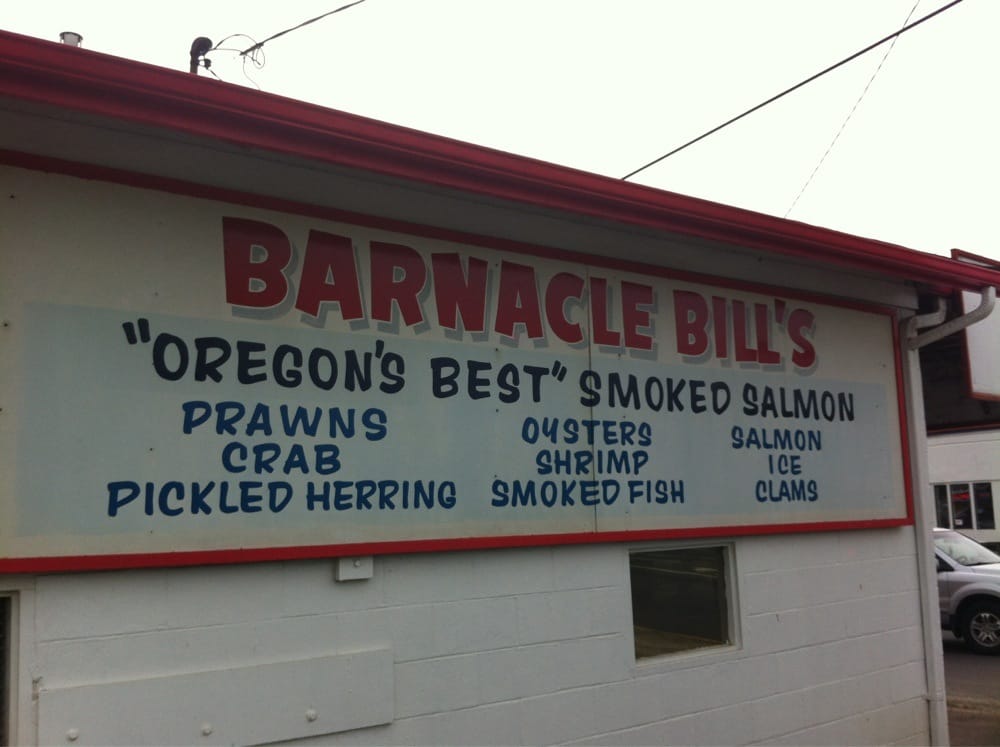 BARNACLE BILL'S
"OREGON'S BEST" SMOKED SALMON
PRAWNS OYSTERS SALMON
CRAB SHRIMP ICE
PICKLED HERRING SMOKED FISH CLAMS